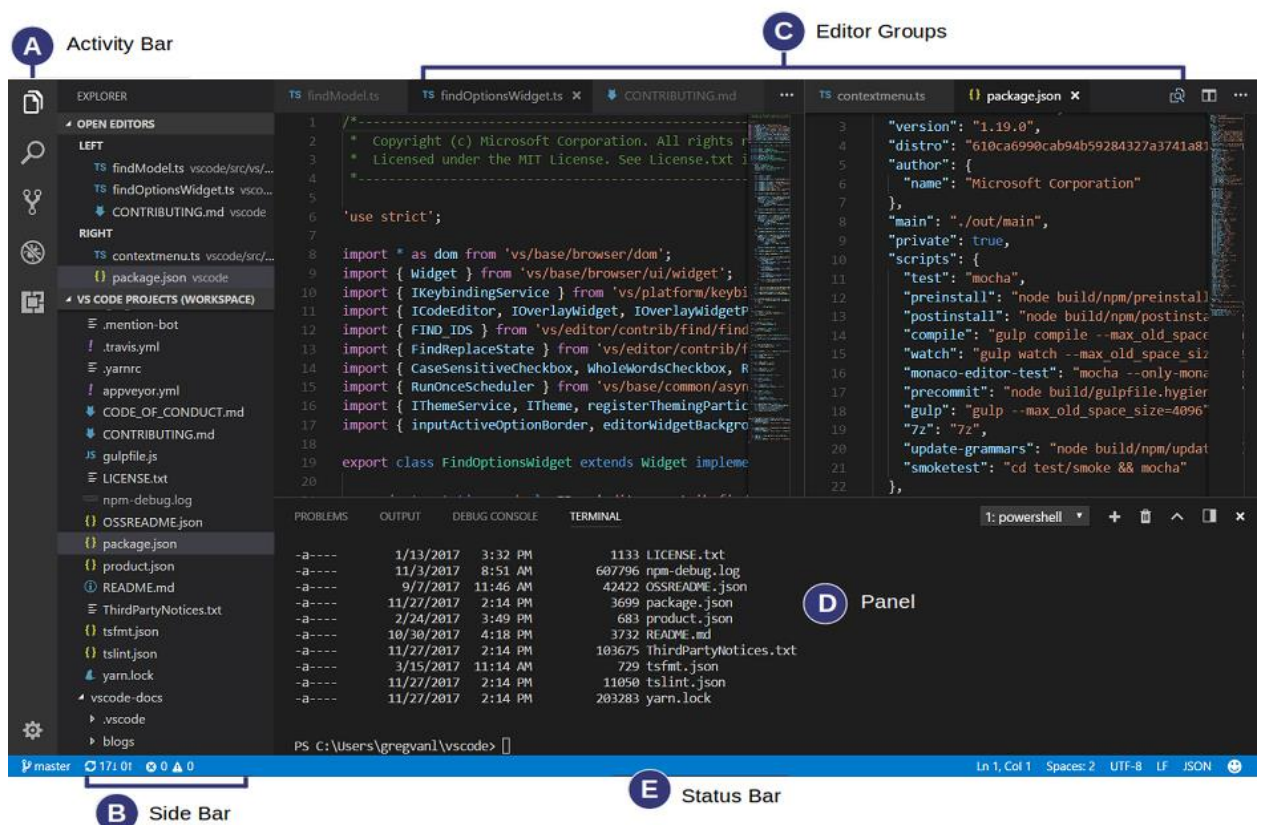 A Activity Bar
C Editor Groups
EXPLORER
OPEN EDITORS
LEFT
TS findModel.ts vscode/src/vs/...
TS findOptionsWidget.ts vsco...
CONTRIBUTING.md vscode
RIGHT
TS contextmenu.ts vscode/src/...
{} package.json vscode
VS CODE PROJECTS (WORKSPACE)
.mention-bot
! .travis.yml
.yarnrc
! appveyor.yml
CODE_OF_CONDUCT.md
CONTRIBUTING.md
JS gulpfile.js
LICENSE.txt
npm-debug.log
{} OSSREADME.json
{} package.json
{} product.json
README.md
ThirdPartyNotices.txt
{} tsfmt.json
{} tslint.json
yarn.lock
vscode-docs
.vscode
blogs
TS findModel.ts TS findOptionsWidget.ts × CONTRIBUTING.md ...
1 /*---------------------------------------------------
2 * Copyright (c) Microsoft Corporation. All rights r
3 * Licensed under the MIT License. See License.txt i
4 *---------------------------------------------------
5
6 'use strict';
7
8 import * as dom from 'vs/base/browser/dom';
9 import { Widget } from 'vs/base/browser/ui/widget';
10 import { IKeybindingService } from 'vs/platform/keybi
11 import { ICodeEditor, IOverlayWidget, IOverlayWidgetP
12 import { FIND_IDS } from 'vs/editor/contrib/find/find
13 import { FindReplaceState } from 'vs/editor/contrib/f
14 import { CaseSensitiveCheckbox, WholeWordsCheckbox, R
15 import { RunOnceScheduler } from 'vs/base/common/asyn
16 import { IThemeService, ITheme, registerThemingPartic
17 import { inputActiveOptionBorder, editorWidgetBackgro
18
19 export class FindOptionsWidget extends Widget impleme
20
TS contextmenu.ts {} package.json × ...
3 "version": "1.19.0",
4 "distro": "610ca6990cab94b59284327a3741a81
5 "author": {
6 "name": "Microsoft Corporation"
7 },
8 "main": "./out/main",
9 "private": true,
10 "scripts": {
11 "test": "mocha",
12 "preinstall": "node build/npm/preinstall
13 "postinstall": "node build/npm/postinsta
14 "compile": "gulp compile --max_old_space
15 "watch": "gulp watch --max_old_space_siz
16 "monaco-editor-test": "mocha --only-mona
17 "precommit": "node build/gulpfile.hygien
18 "gulp": "gulp --max_old_space_size=4096"
19 "7z": "7z",
20 "update-grammars": "node build/npm/updat
21 "smoketest": "cd test/smoke && mocha"
22 },
PROBLEMS OUTPUT DEBUG CONSOLE TERMINAL 1: powershell
-a---- 1/13/2017 3:32 PM 1133 LICENSE.txt
-a---- 11/3/2017 8:51 AM 607796 npm-debug.log
-a---- 9/7/2017 11:46 AM 42422 OSSREADME.json
-a---- 11/27/2017 2:14 PM 3699 package.json
-a---- 2/24/2017 3:49 PM 683 product.json
-a---- 10/30/2017 4:18 PM 3732 README.md
-a---- 11/27/2017 2:14 PM 103675 ThirdPartyNotices.txt
-a---- 3/15/2017 11:14 AM 729 tsfmt.json
-a---- 11/27/2017 2:14 PM 11050 tslint.json
-a---- 11/27/2017 2:14 PM 203283 yarn.lock
D Panel
PS C:\Users\gregvanl\vscode>
master 17↓ 0↑ 0 0 Ln 1, Col 1 Spaces: 2 UTF-8 LF JSON
B Side Bar
E Status Bar